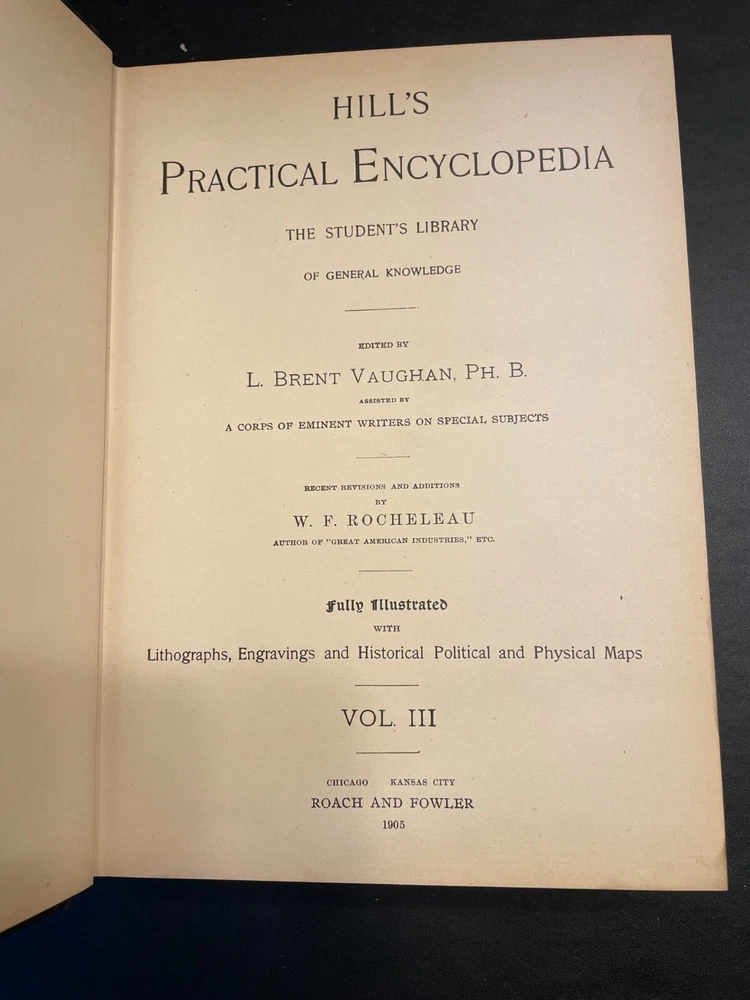 HILL'S
PRACTICAL ENCYCLOPEDIA
THE STUDENT'S LIBRARY
OF GENERAL KNOWLEDGE
EDITED BY
L. BRENT VAUGHAN, PH. B.
ASSISTED BY
A CORPS OF EMINENT WRITERS ON SPECIAL SUBJECTS
RECENT REVISIONS AND ADDITIONS
BY
W. F. ROCHELEAU
AUTHOR OF "GREAT AMERICAN INDUSTRIES," ETC.
Fully Illustrated
WITH
Lithographs, Engravings and Historical Political and Physical Maps
VOL. III
CHICAGO KANSAS CITY
ROACH AND FOWLER
1905